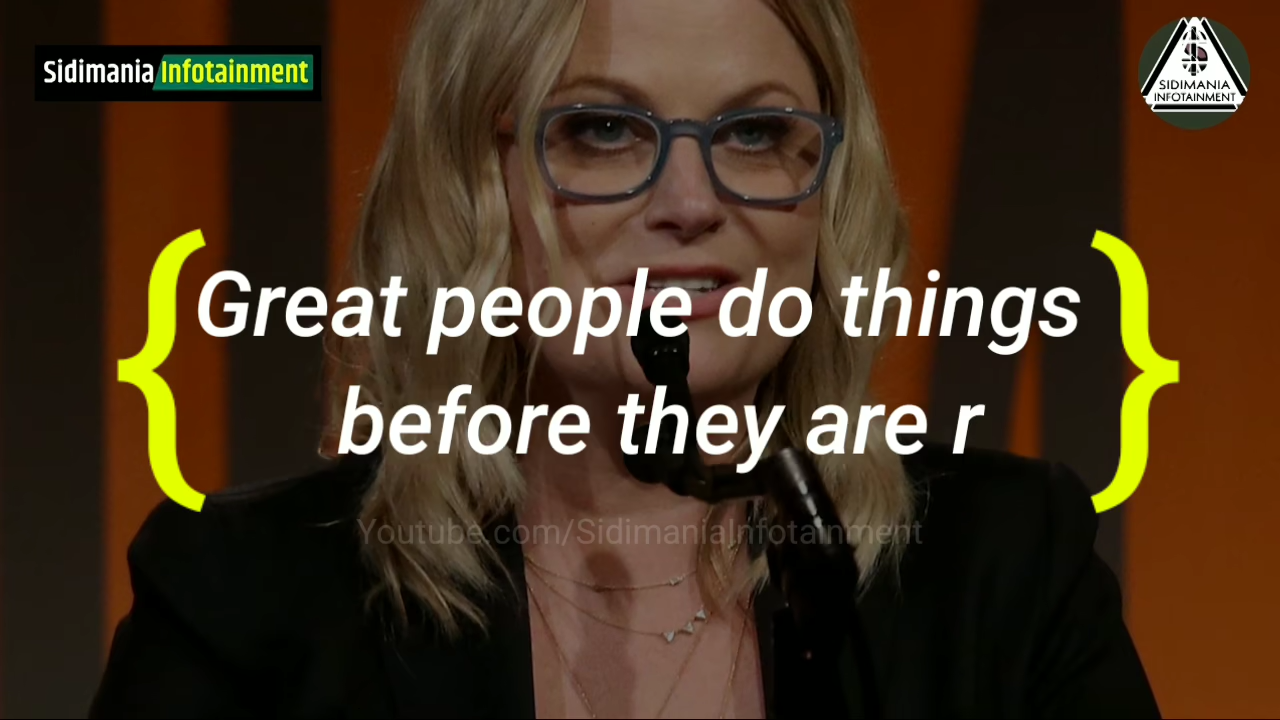 Sidimania Infotainment
SIDIMANIA
INFOTAINMENT
Great people do things
before they are r
Youtube.com/SidimaniaInfotainment